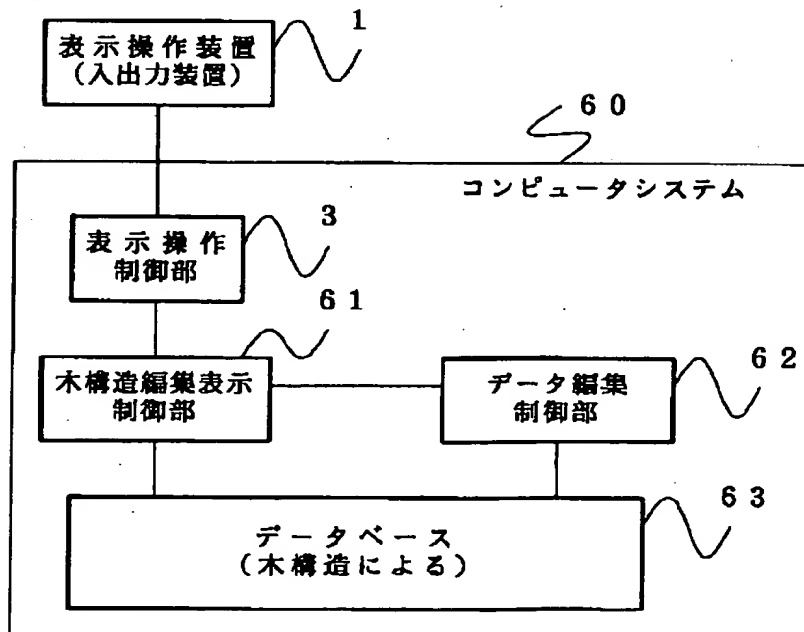 1
表示操作装置
(入出力装置)
60
コンピュータシステム
3
表示操作
制御部
61
木構造編集表示
制御部
62
データ編集
制御部
63
データベース
(木構造による)